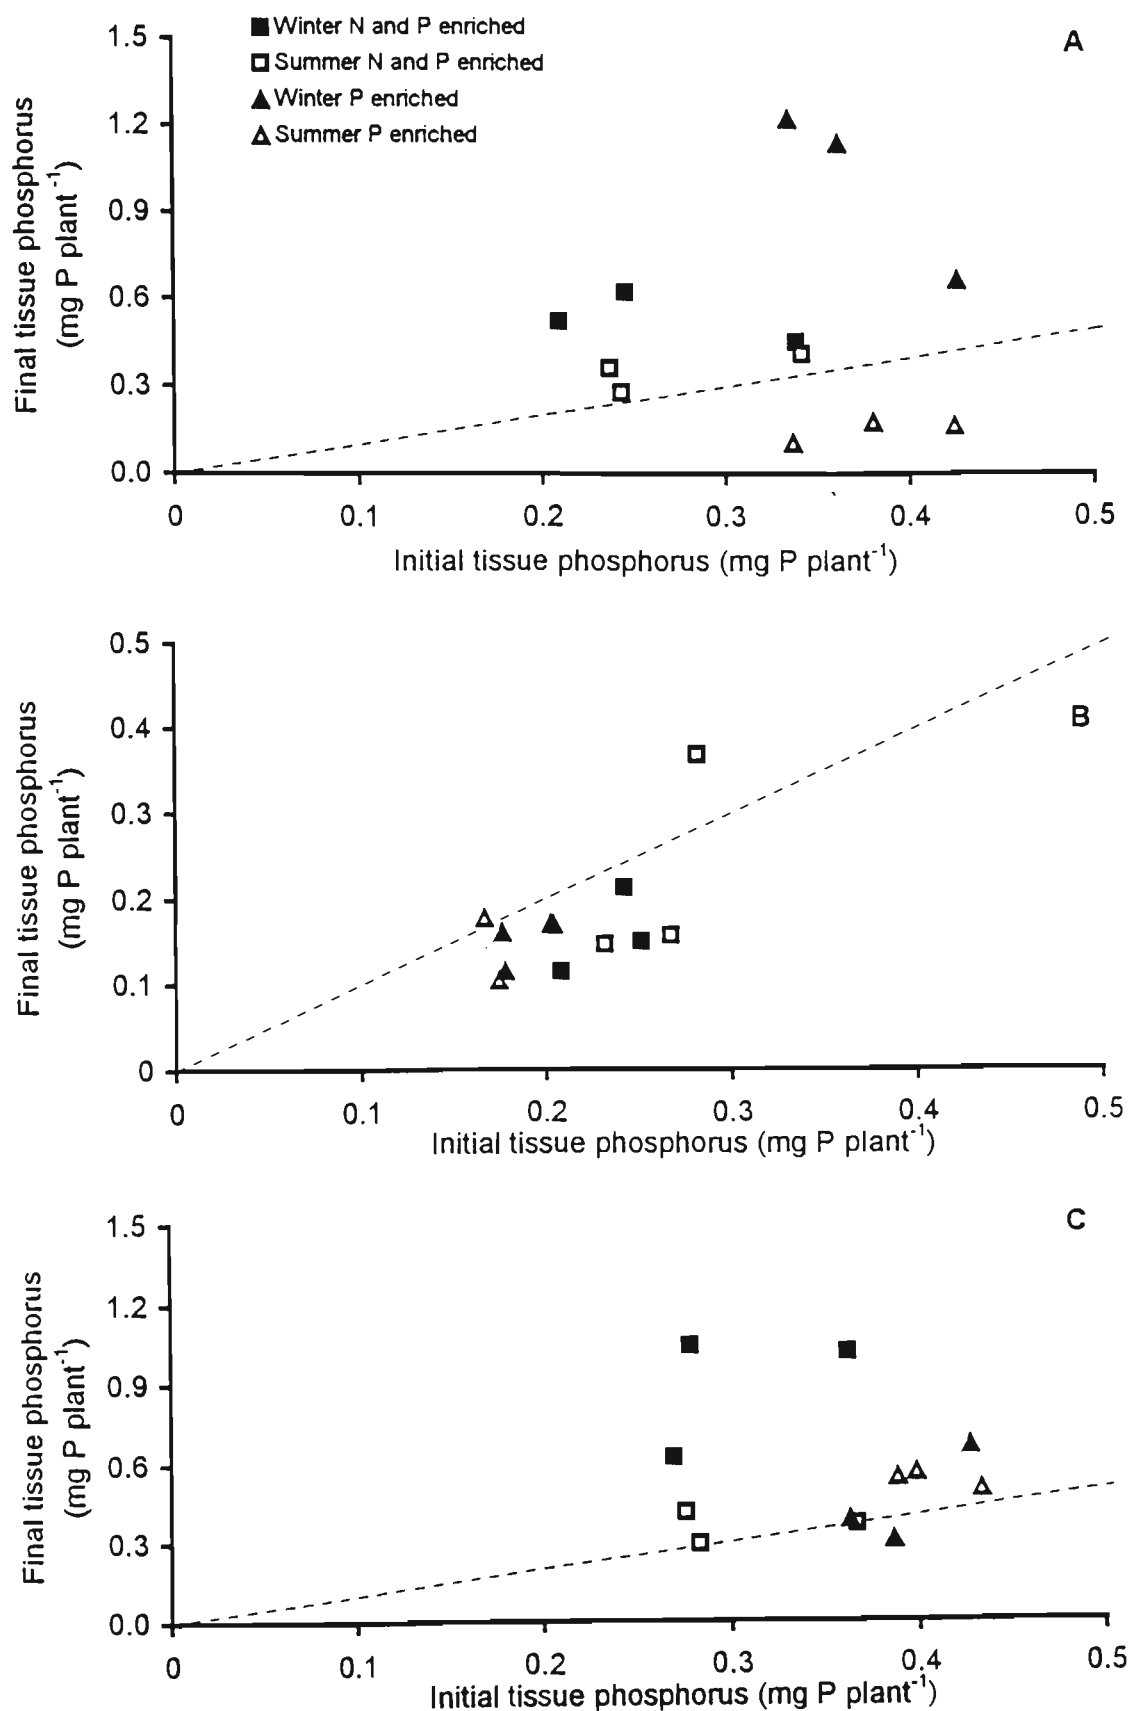 Winter N and P enriched
Summer N and P enriched
Winter P enriched
Summer P enriched
A
Final tissue phosphorus
(mg P plant⁻¹)
1.5
1.2
0.9
0.6
0.3
0.0
0 0.1 0.2 0.3 0.4 0.5
Initial tissue phosphorus (mg P plant⁻¹)
B
Final tissue phosphorus
(mg P plant⁻¹)
0.5
0.4
0.3
0.2
0.1
0
0 0.1 0.2 0.3 0.4 0.5
Initial tissue phosphorus (mg P plant⁻¹)
C
Final tissue phosphorus
(mg P plant⁻¹)
1.5
1.2
0.9
0.6
0.3
0.0
0 0.1 0.2 0.3 0.4 0.5
Initial tissue phosphorus (mg P plant⁻¹)